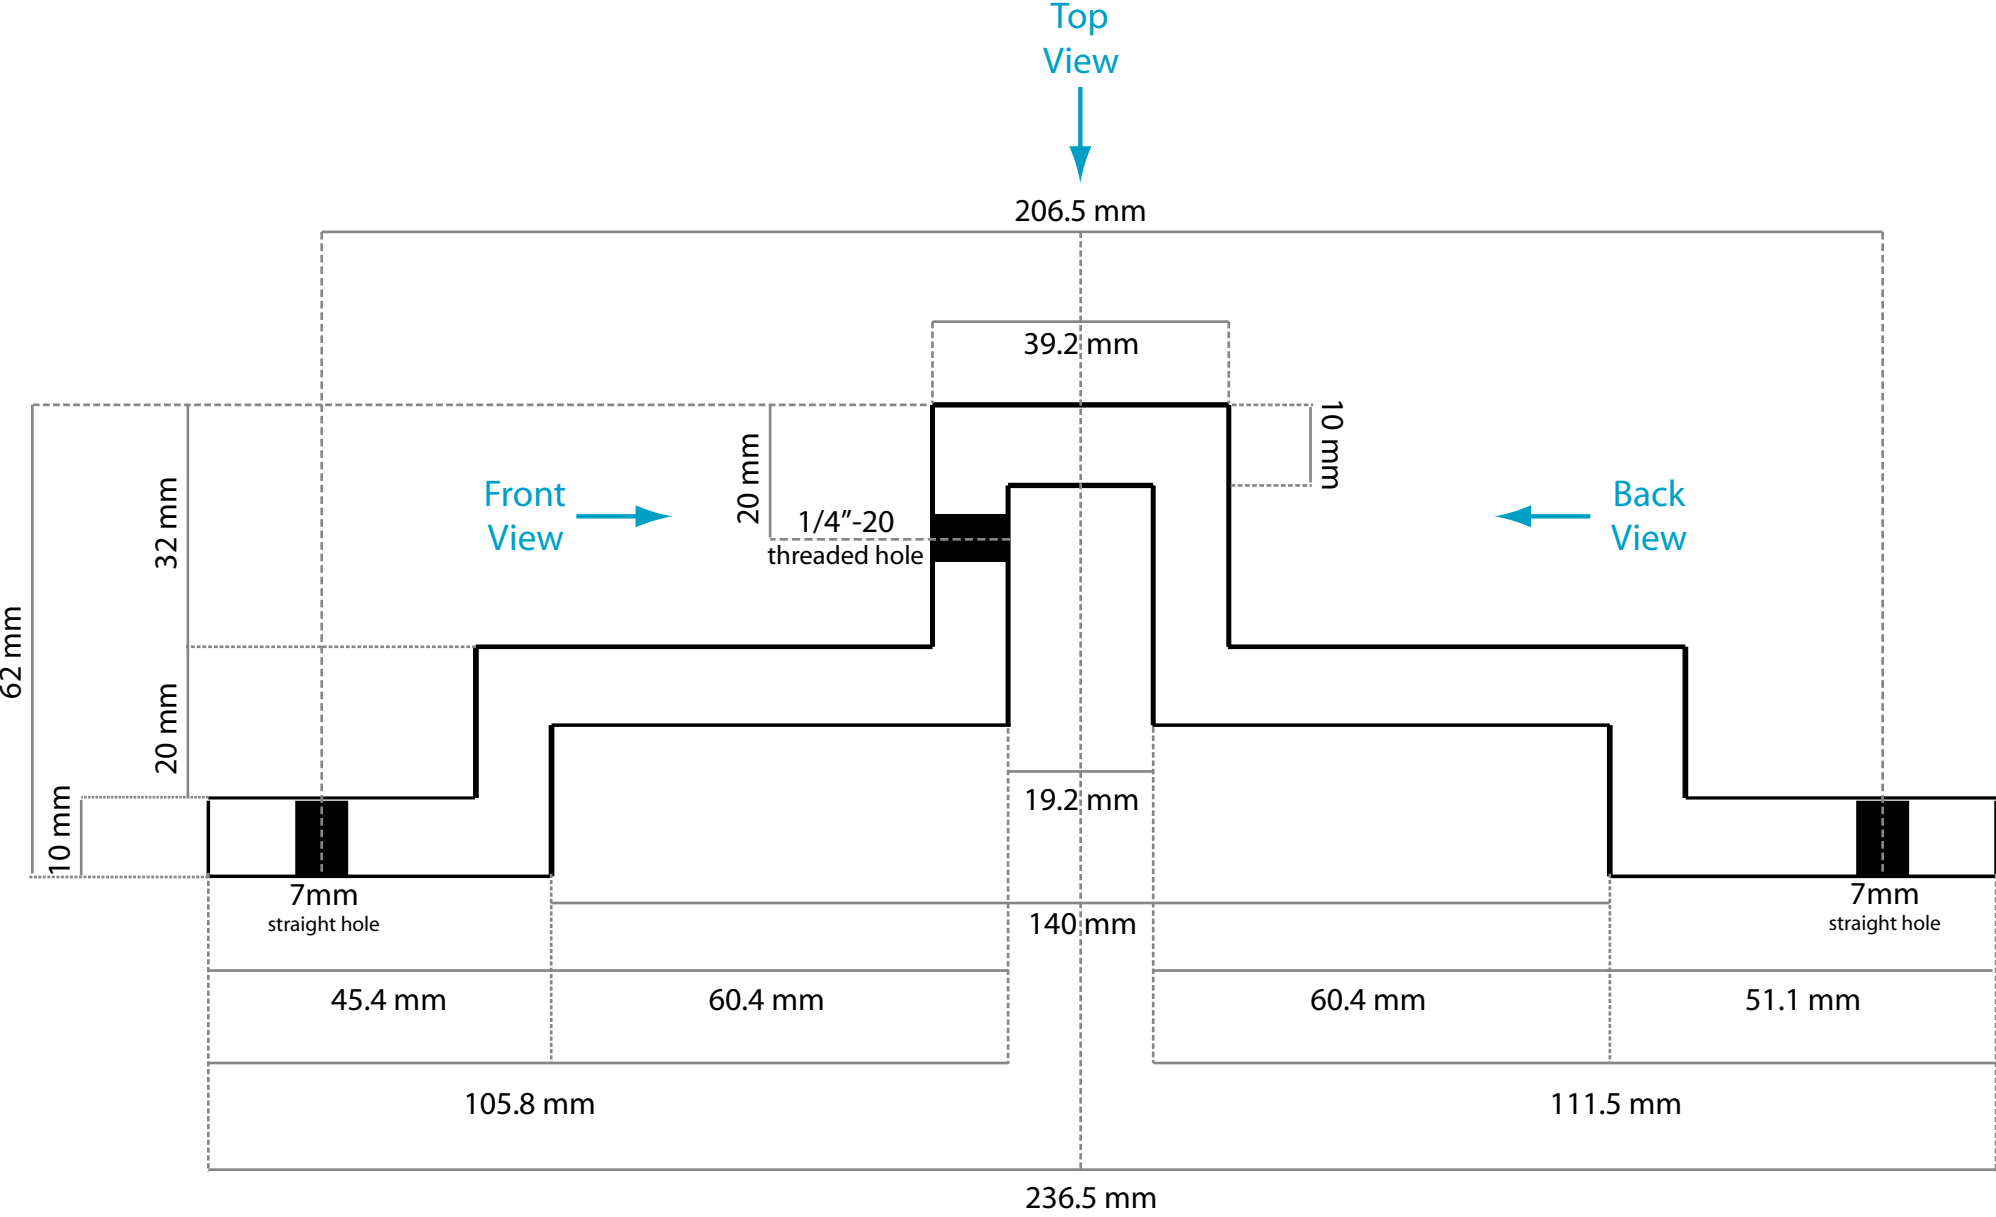 Top
View
206.5 mm
39.2 mm
10 mm
20 mm
Front
View
1/4”-20
threaded hole
Back
View
32 mm
62 mm
20 mm
10 mm
19.2 mm
7mm
straight hole
140 mm
7mm
straight hole
45.4 mm
60.4 mm
60.4 mm
51.1 mm
105.8 mm
111.5 mm
236.5 mm